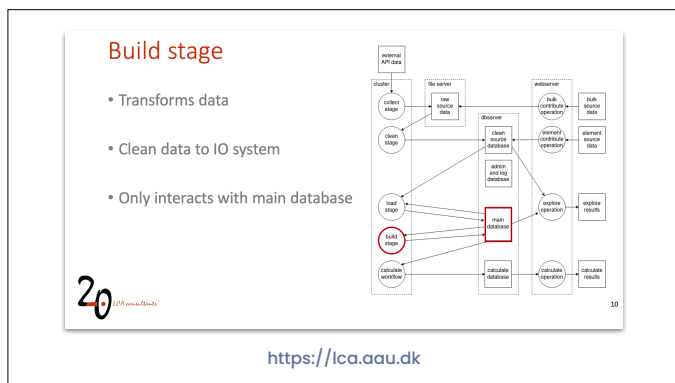 Build stage
• Transforms data
• Clean data to IO system
• Only interacts with main database
external
API data
cluster
file server
webserver
collect
stage
raw
source
data
bulk
contribute
operation
bulk
source
data
dbserver
clean
stage
clean
source
database
element
contribute
operation
element
source
data
admin
and log
database
load
stage
main
database
explore
operation
explore
results
build
stage
calculate
workflow
calculate
database
calculate
operation
calculate
results
2.0 LCA consultants
10
https://lca.aau.dk